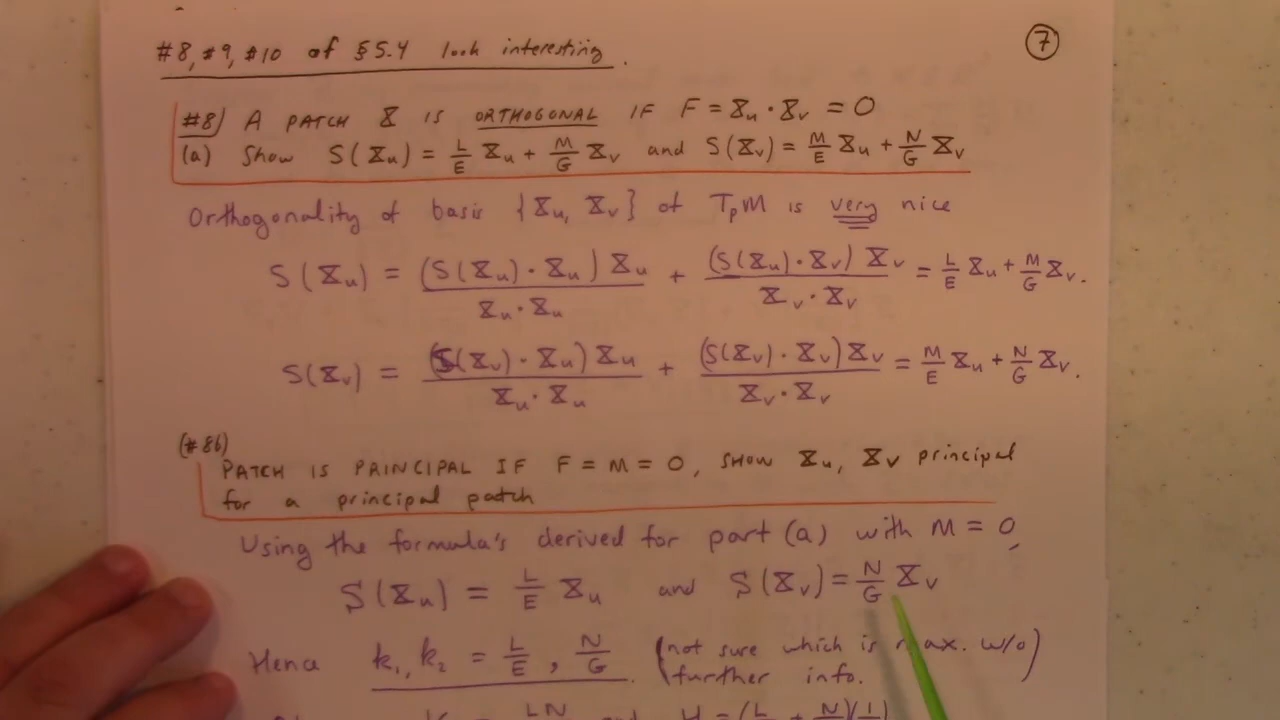 #8, #9, #10 of §5.4 look interesting.
7
#8) A PATCH X IS ORTHOGONAL IF F = Xu · Xv = 0
(a) Show S(Xu) = L/E Xu + M/G Xv and S(Xv) = M/E Xu + N/G Xv
Orthogonality of basis {Xu, Xv} of TpM is very nice
S(Xu) = (S(Xu)·Xu) Xu / Xu·Xu + (S(Xu)·Xv) Xv / Xv·Xv = L/E Xu + M/G Xv.
S(Xv) = (S(Xv)·Xu) Xu / Xu·Xu + (S(Xv)·Xv) Xv / Xv·Xv = M/E Xu + N/G Xv.
(#8b)
PATCH IS PRINCIPAL IF F = M = 0, SHOW Xu, Xv principal
for a principal patch
Using the formula's derived for part (a) with M = 0,
S(Xu) = L/E Xu and S(Xv) = N/G Xv
Hence k1, k2 = L/E, N/G. (not sure which is max. w/o
further info.)